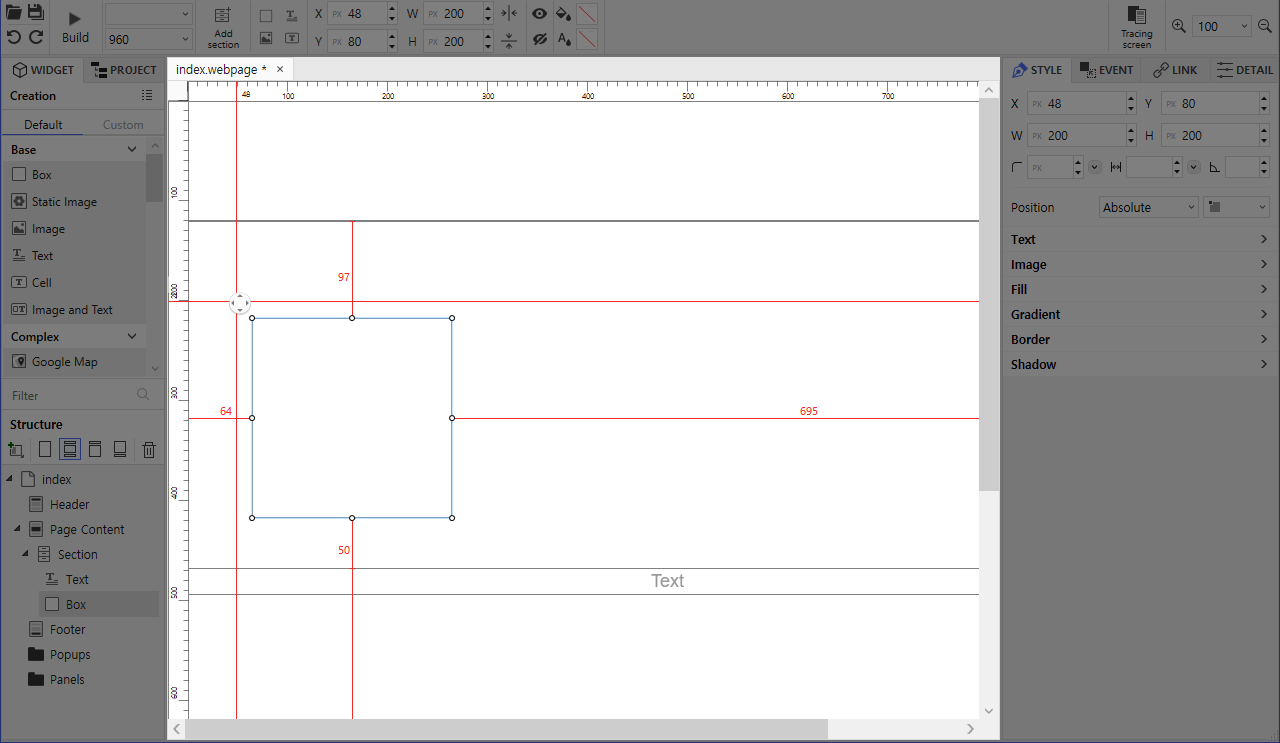 X PX 48 W PX 200
Build 960 Add section Y PX 80 H PX 200
Tracing screen 100
WIDGET PROJECT index.webpage * × STYLE EVENT LINK DETAIL
Creation
Default Custom
Base
Box
Static Image
Image
Text
Cell
Image and Text
Complex
Google Map
Filter
Structure
index
Header
Page Content
Section
Text
Box
Footer
Popups
Panels
48 100 200 300 400 500 600 700
100
200
300
400
500
600
97
64 695
50
Text
X PX 48 Y PX 80
W PX 200 H PX 200
PX
Position Absolute
Text
Image
Fill
Gradient
Border
Shadow